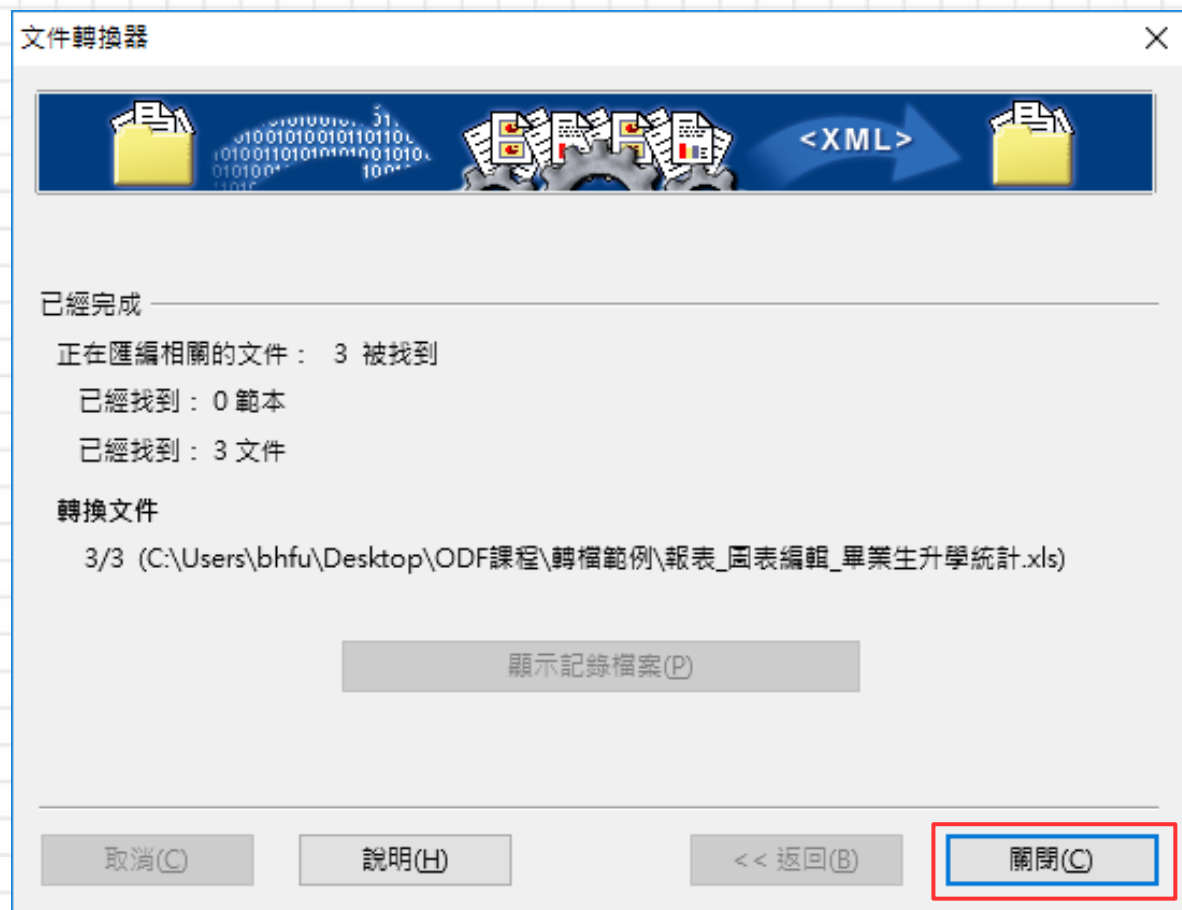 文件轉換器
01001010010110110
<XML>
已經完成
正在匯編相關的文件： 3 被找到
已經找到： 0 範本
已經找到： 3 文件
轉換文件
3/3 (C:\Users\bhfu\Desktop\ODF課程\轉檔範例\報表_圖表編輯_畢業生升學統計.xls)
顯示記錄檔案(P)
取消(C)
說明(H)
<< 返回(B)
關閉(C)